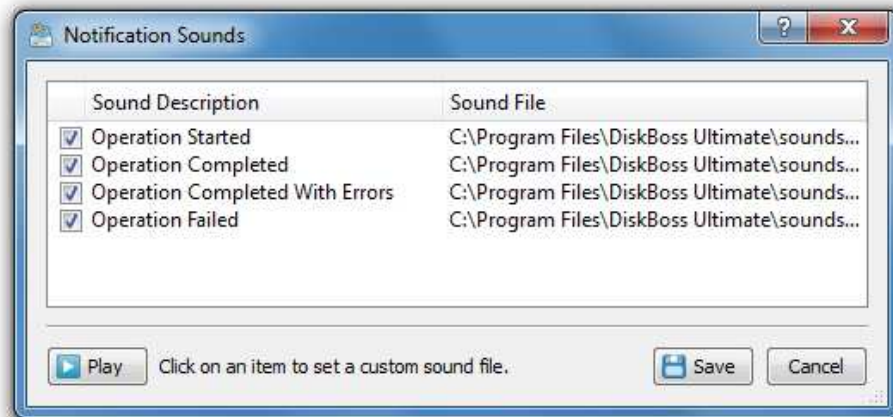 Notification Sounds
Sound Description Sound File
Operation Started C:\Program Files\DiskBoss Ultimate\sounds...
Operation Completed C:\Program Files\DiskBoss Ultimate\sounds...
Operation Completed With Errors C:\Program Files\DiskBoss Ultimate\sounds...
Operation Failed C:\Program Files\DiskBoss Ultimate\sounds...
Play Click on an item to set a custom sound file. Save Cancel